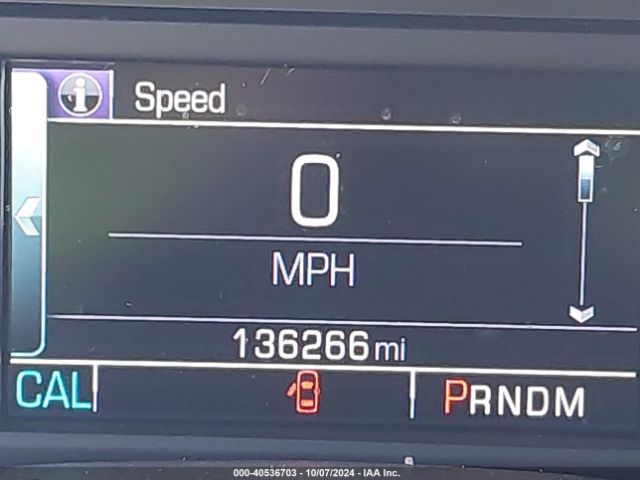 i Speed
0
MPH
136266 mi
CAL PRNDM
000-40536703 - 10/07/2024 - IAA Inc.